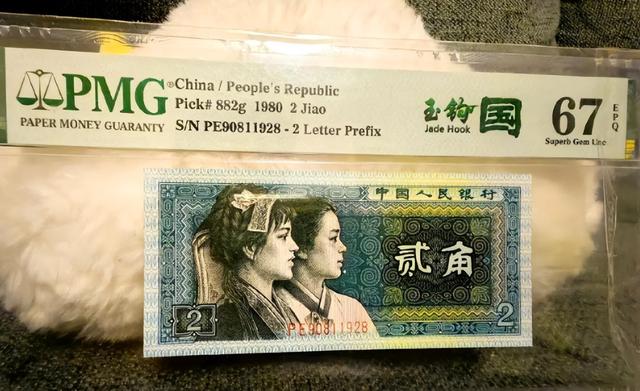 PMG
PAPER MONEY GUARANTY
China / People's Republic
Pick# 882g 1980 2 Jiao
S/N PE90811928 - 2 Letter Prefix
玉钩国
Jade Hook
67 EPQ
Superb Gem Unc
中国人民银行
贰角
2
PE90811928
2